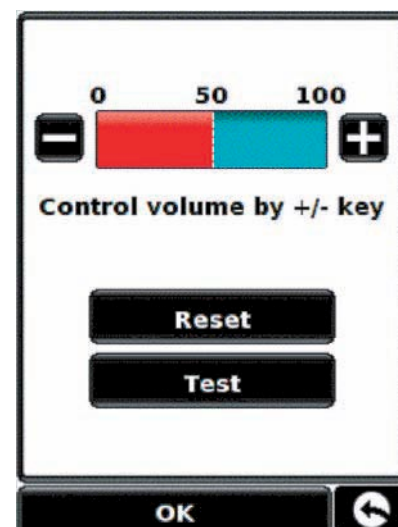 0 50 100
- +
Control volume by +/- key
Reset
Test
OK